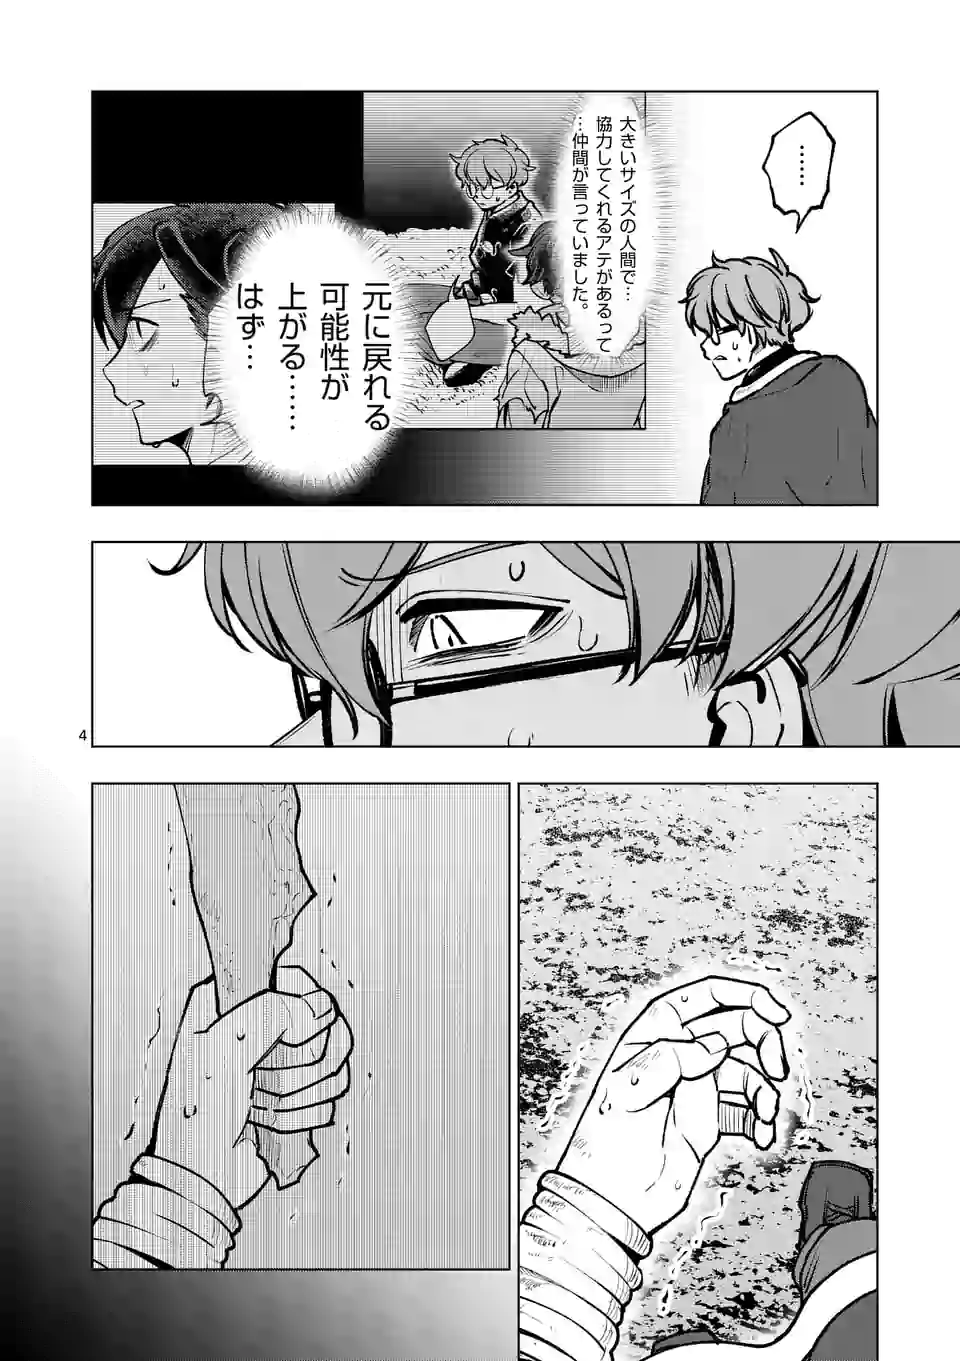 ……
大きいサイズの人間で…
協力してくれるアテがあるって
…仲間が言っていました。
元に戻れる
可能性が
上がる……
はず…
4